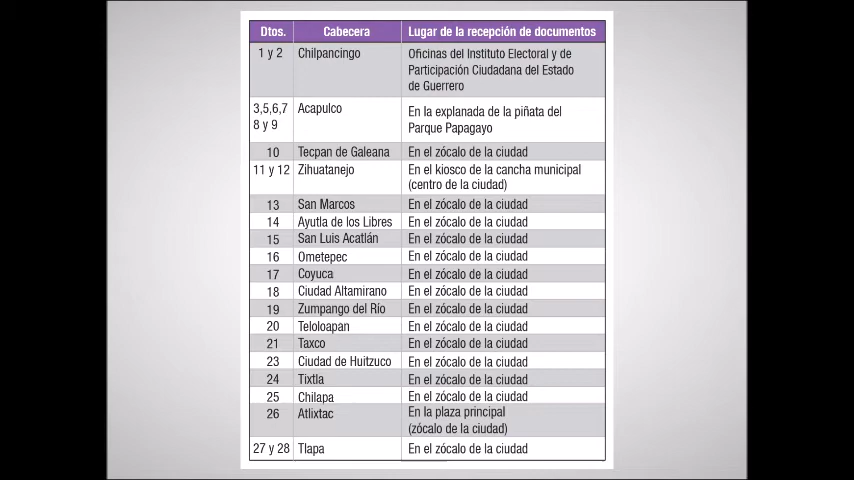 Dtos. Cabecera Lugar de la recepción de documentos
1 y 2 Chilpancingo Oficinas del Instituto Electoral y de
Participación Ciudadana del Estado
de Guerrero
3,5,6,7 Acapulco En la explanada de la piñata del
8 y 9 Parque Papagayo
10 Tecpan de Galeana En el zócalo de la ciudad
11 y 12 Zihuatanejo En el kiosco de la cancha municipal
(centro de la ciudad)
13 San Marcos En el zócalo de la ciudad
14 Ayutla de los Libres En el zócalo de la ciudad
15 San Luis Acatlán En el zócalo de la ciudad
16 Ometepec En el zócalo de la ciudad
17 Coyuca En el zócalo de la ciudad
18 Ciudad Altamirano En el zócalo de la ciudad
19 Zumpango del Río En el zócalo de la ciudad
20 Teloloapan En el zócalo de la ciudad
21 Taxco En el zócalo de la ciudad
23 Ciudad de Huitzuco En el zócalo de la ciudad
24 Tixtla En el zócalo de la ciudad
25 Chilapa En el zócalo de la ciudad
26 Atlixtac En la plaza principal
(zócalo de la ciudad)
27 y 28 Tlapa En el zócalo de la ciudad